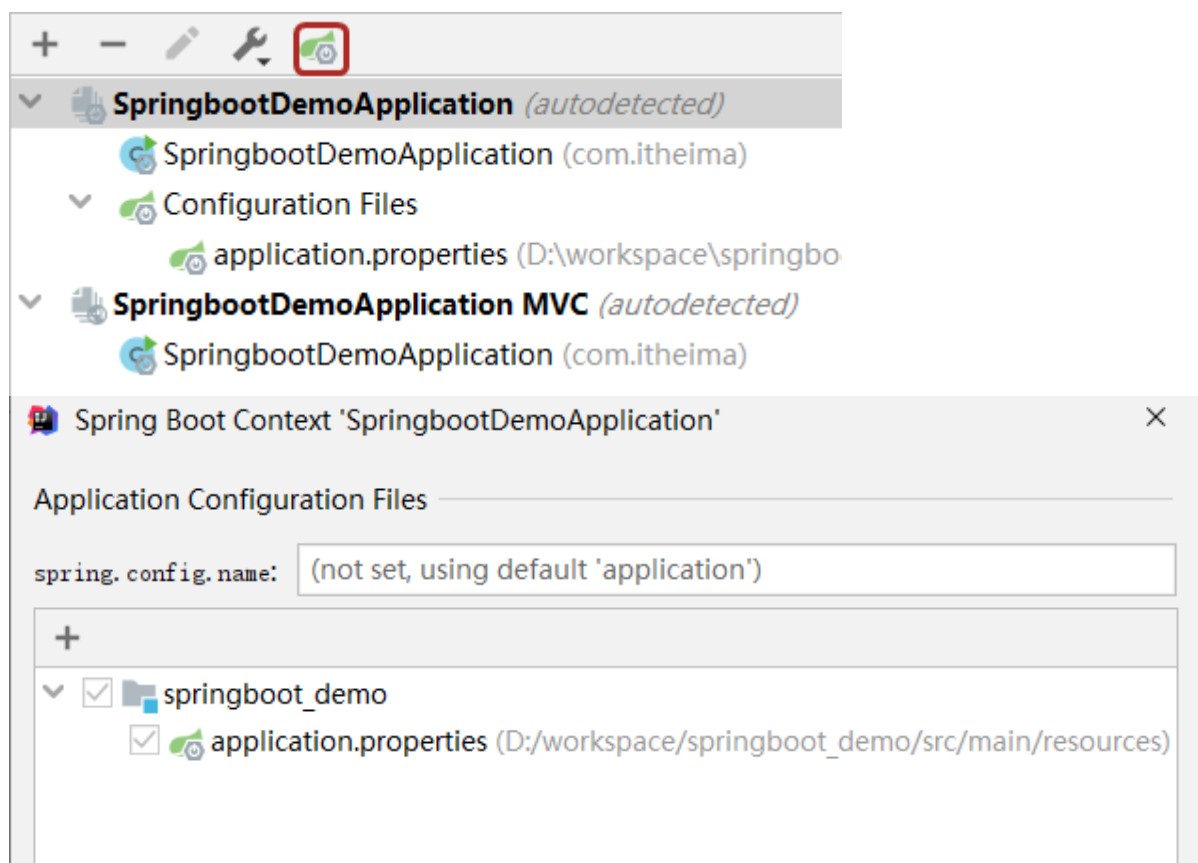 SpringbootDemoApplication (autodetected)
SpringbootDemoApplication (com.itheima)
Configuration Files
application.properties (D:\workspace\springbo
SpringbootDemoApplication MVC (autodetected)
SpringbootDemoApplication (com.itheima)
Spring Boot Context 'SpringbootDemoApplication'
Application Configuration Files
spring.config.name: (not set, using default 'application')
springboot_demo
application.properties (D:/workspace/springboot_demo/src/main/resources)